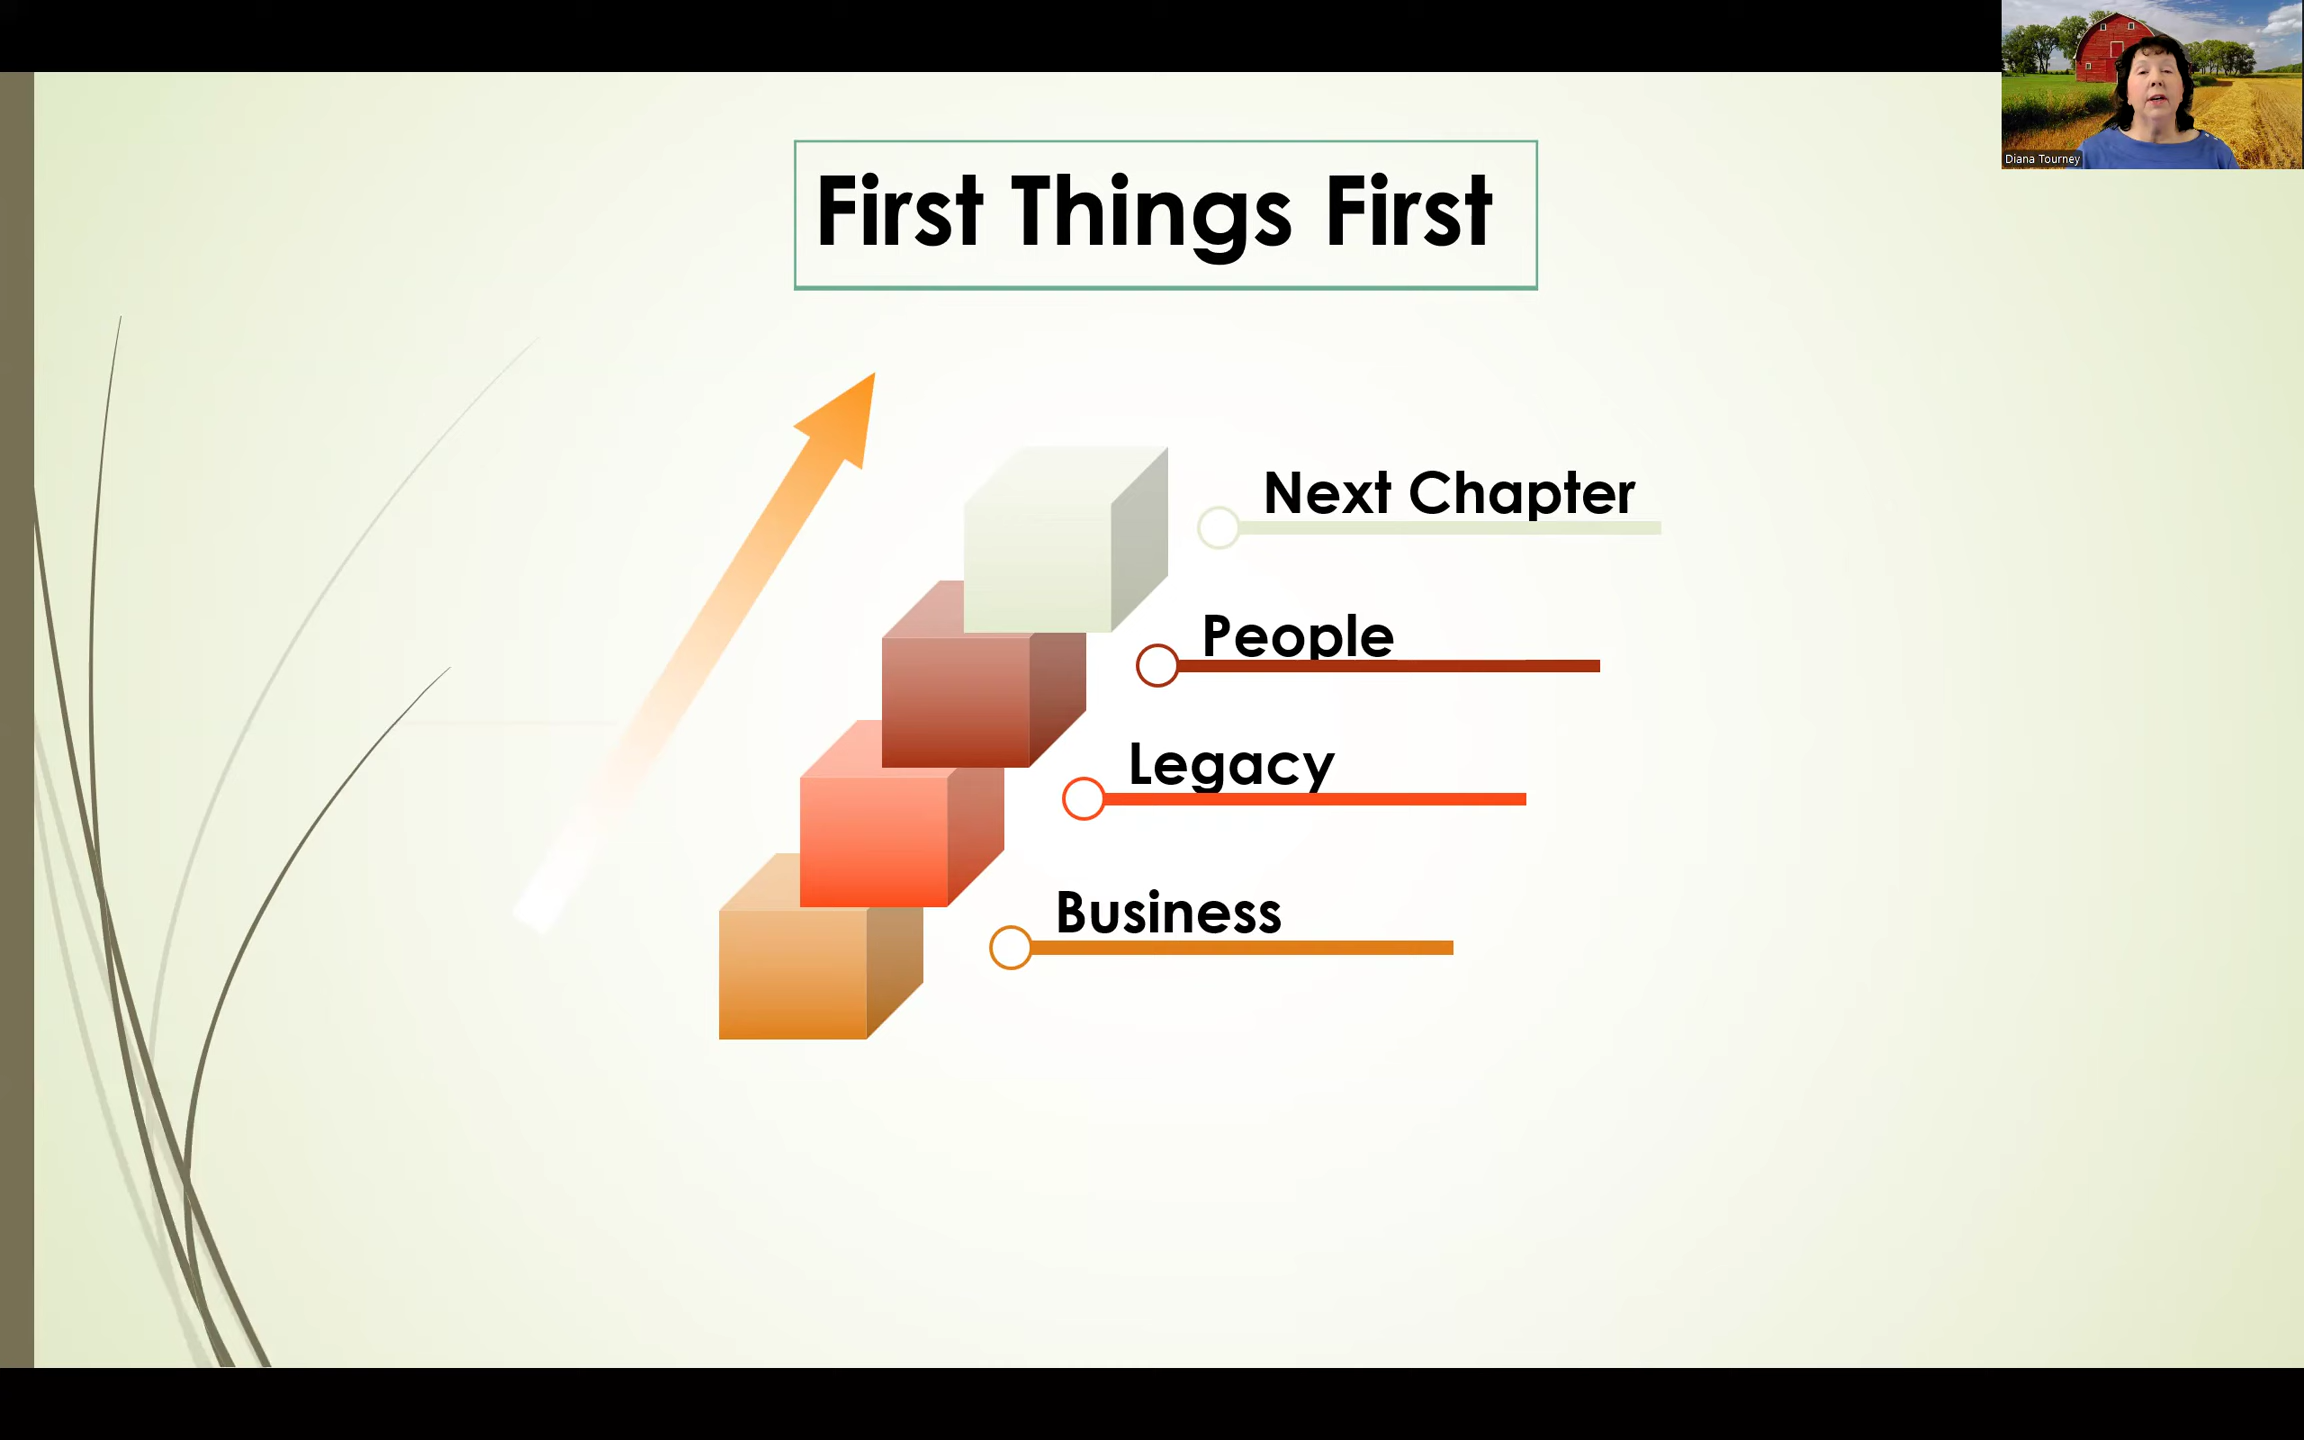 Diana Tourney
First Things First
Next Chapter
People
Legacy
Business